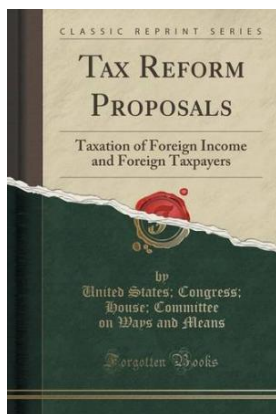 CLASSIC REPRINT SERIES
TAX REFORM
PROPOSALS
Taxation of Foreign Income
and Foreign Taxpayers
by
United States; Congress;
House; Committee
on Ways and Means
Forgotten Books